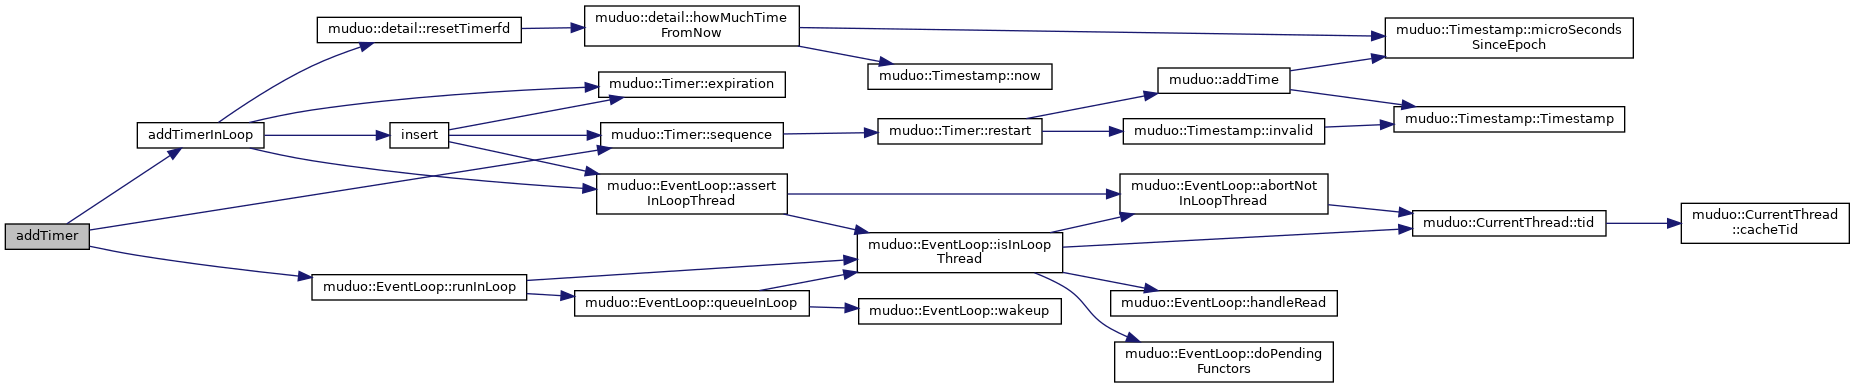 muduo::detail::resetTimerfd
muduo::detail::howMuchTime
FromNow
muduo::Timestamp::microSeconds
SinceEpoch
muduo::Timestamp::now
muduo::Timer::expiration
muduo::addTime
muduo::Timestamp::Timestamp
addTimerInLoop
insert
muduo::Timer::sequence
muduo::Timer::restart
muduo::Timestamp::invalid
muduo::EventLoop::assert
InLoopThread
muduo::EventLoop::abortNot
InLoopThread
muduo::CurrentThread::tid
muduo::CurrentThread
::cacheTid
addTimer
muduo::EventLoop::isInLoop
Thread
muduo::EventLoop::runInLoop
muduo::EventLoop::queueInLoop
muduo::EventLoop::wakeup
muduo::EventLoop::handleRead
muduo::EventLoop::doPending
Functors